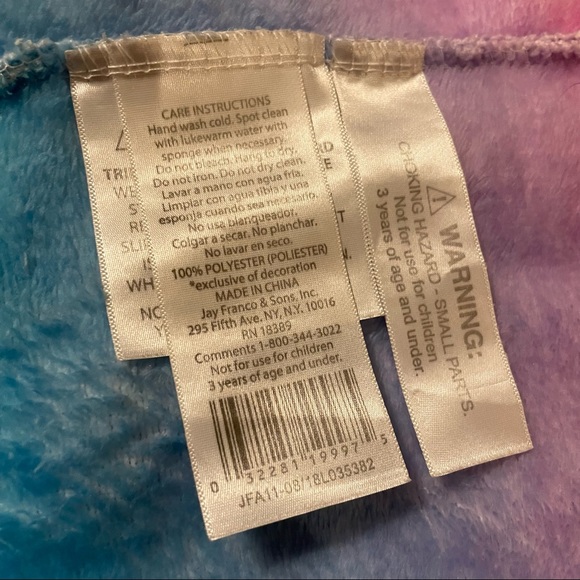 CARE INSTRUCTIONS
Hand wash cold. Spot clean
with lukewarm water with
sponge when necessary.
Do not bleach. Hang to dry.
Do not iron. Do not dry clean.
Lavar a mano con agua fria.
Limpiar con agua tibia y una
esponja cuando sea necesario.
No use blanqueador.
Colgar a secar. No planchar.
No lavar en seco.
100% POLYESTER (POLIESTER)
*exclusive of decoration
MADE IN CHINA
Jay Franco & Sons, Inc.
295 Fifth Ave. NY, N.Y. 10016
RN 18389
Comments 1-800-344-3022
Not for use for children
3 years of age and under.
0 32281 19997 5
JFA11-08/18L035382
WARNING:
CHOKING HAZARD - SMALL PARTS.
Not for use for children
3 years of age and under.